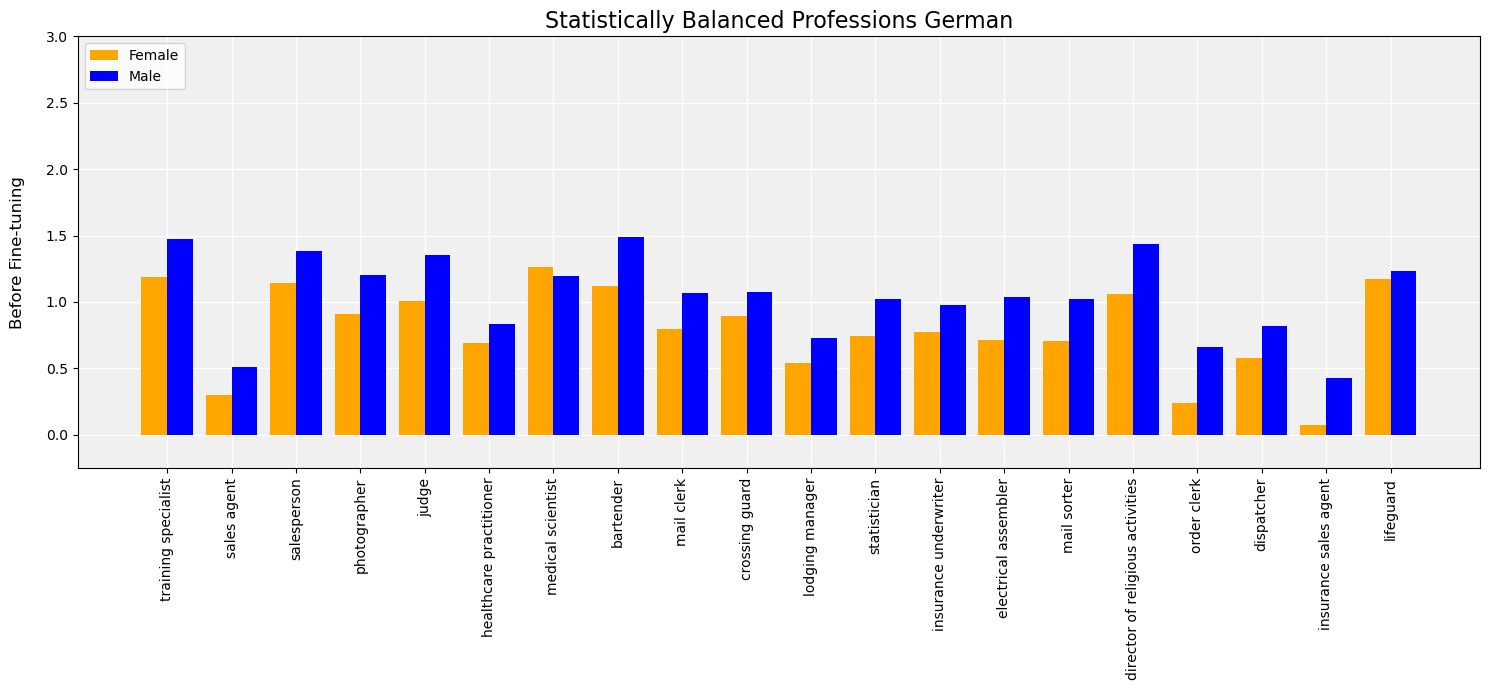 Statistically Balanced Professions German
Female
Male
Before Fine-tuning
3.0
2.5
2.0
1.5
1.0
0.5
0.0
training specialist
sales agent
salesperson
photographer
judge
healthcare practitioner
medical scientist
bartender
mail clerk
crossing guard
lodging manager
statistician
insurance underwriter
electrical assembler
mail sorter
director of religious activities
order clerk
dispatcher
insurance sales agent
lifeguard